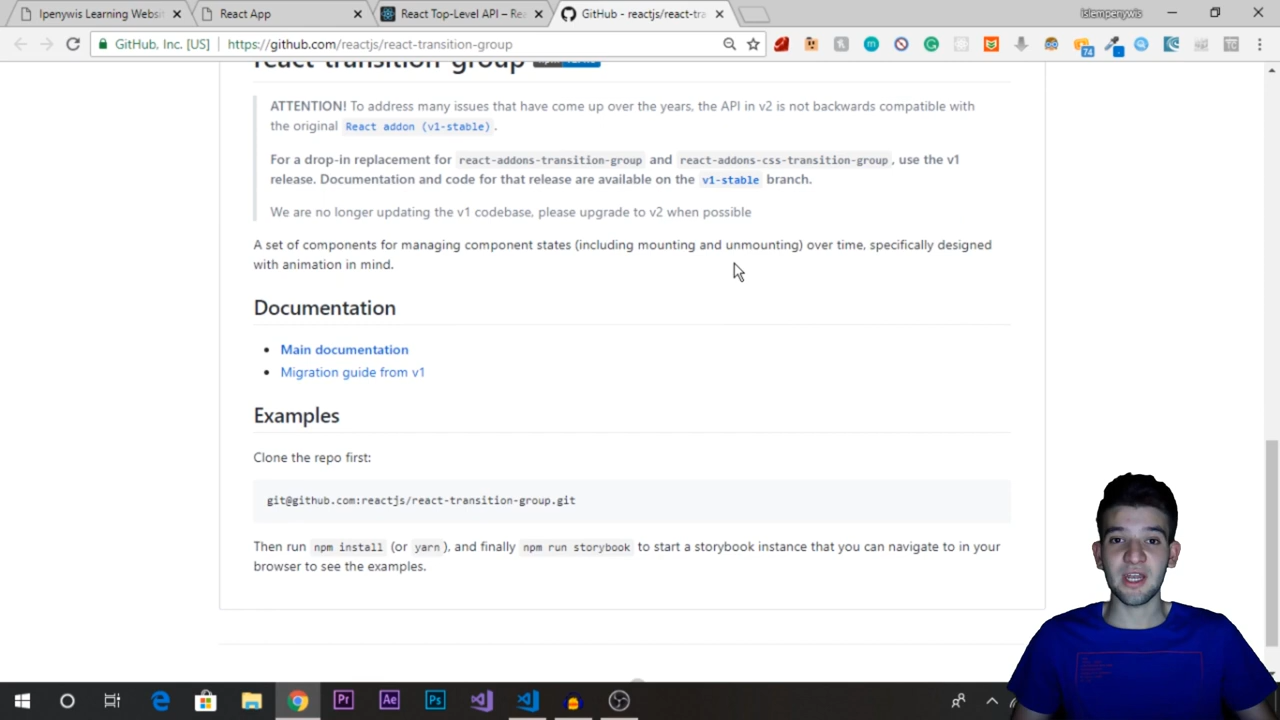 Ipenywis Learning Websi
React App
React Top-Level API – Re
GitHub - reactjs/react-tra
islempenywis
GitHub, Inc. [US]
https://github.com/reactjs/react-transition-group
74
react-transition-group
ATTENTION! To address many issues that have come up over the years, the API in v2 is not backwards compatible with
the original React addon (v1-stable).
For a drop-in replacement for react-addons-transition-group and react-addons-css-transition-group, use the v1
release. Documentation and code for that release are available on the v1-stable branch.
We are no longer updating the v1 codebase, please upgrade to v2 when possible
A set of components for managing component states (including mounting and unmounting) over time, specifically designed
with animation in mind.
Documentation
Main documentation
Migration guide from v1
Examples
Clone the repo first:
git@github.com:reactjs/react-transition-group.git
Then run npm install (or yarn), and finally npm run storybook to start a storybook instance that you can navigate to in your
browser to see the examples.
Pr
Ae
Ps